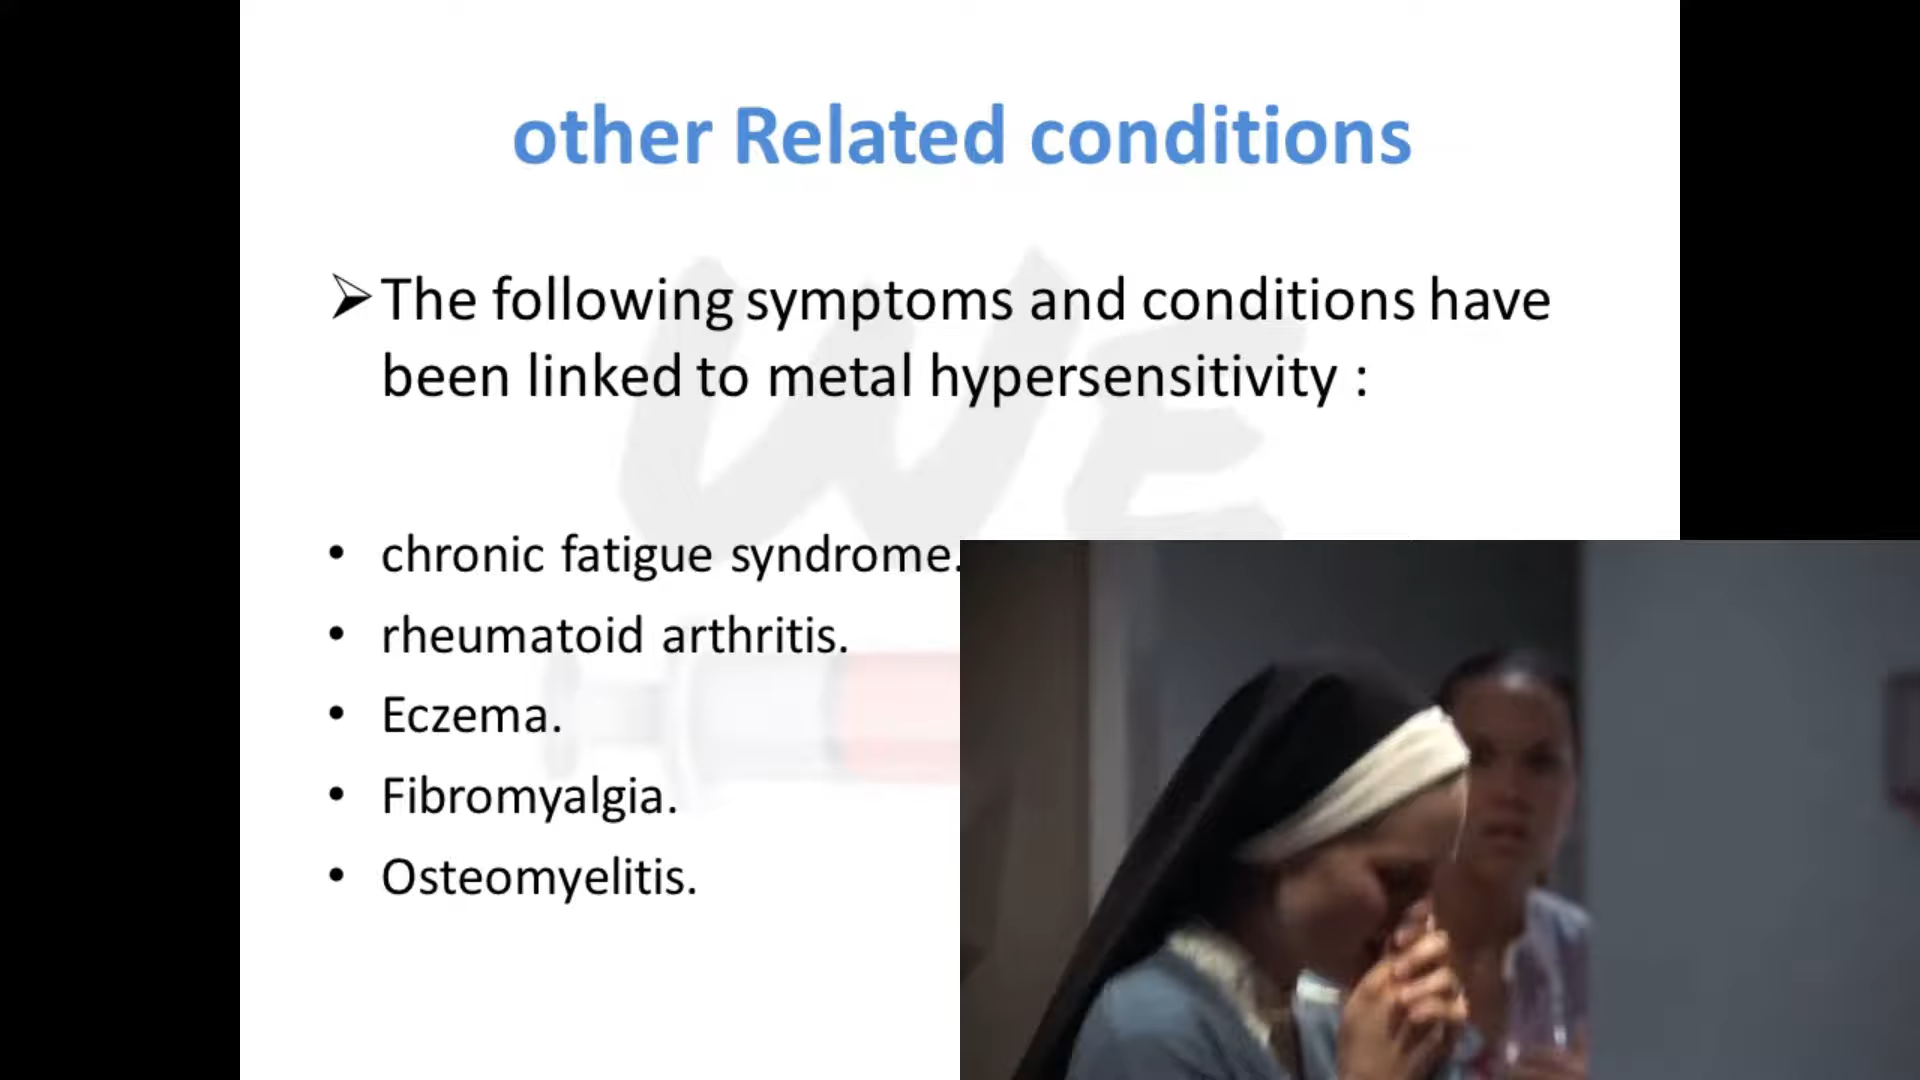 other Related conditions
➢The following symptoms and conditions have
been linked to metal hypersensitivity :
• chronic fatigue syndrome.
• rheumatoid arthritis.
• Eczema.
• Fibromyalgia.
• Osteomyelitis.
WE